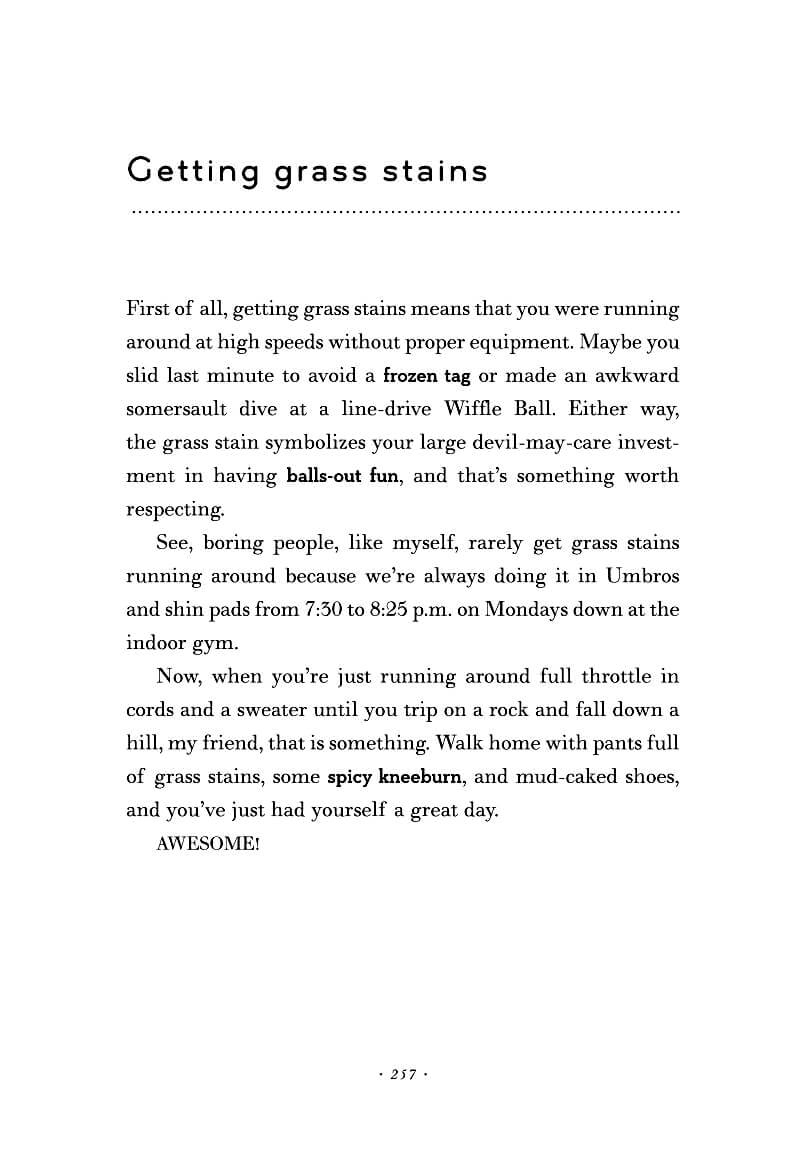 Getting grass stains
First of all, getting grass stains means that you were running
around at high speeds without proper equipment. Maybe you
slid last minute to avoid a frozen tag or made an awkward
somersault dive at a line-drive Wiffle Ball. Either way,
the grass stain symbolizes your large devil-may-care invest-
ment in having balls-out fun, and that’s something worth
respecting.
See, boring people, like myself, rarely get grass stains
running around because we’re always doing it in Umbros
and shin pads from 7:30 to 8:25 p.m. on Mondays down at the
indoor gym.
Now, when you’re just running around full throttle in
cords and a sweater until you trip on a rock and fall down a
hill, my friend, that is something. Walk home with pants full
of grass stains, some spicy kneeburn, and mud-caked shoes,
and you’ve just had yourself a great day.
AWESOME!
· 257 ·